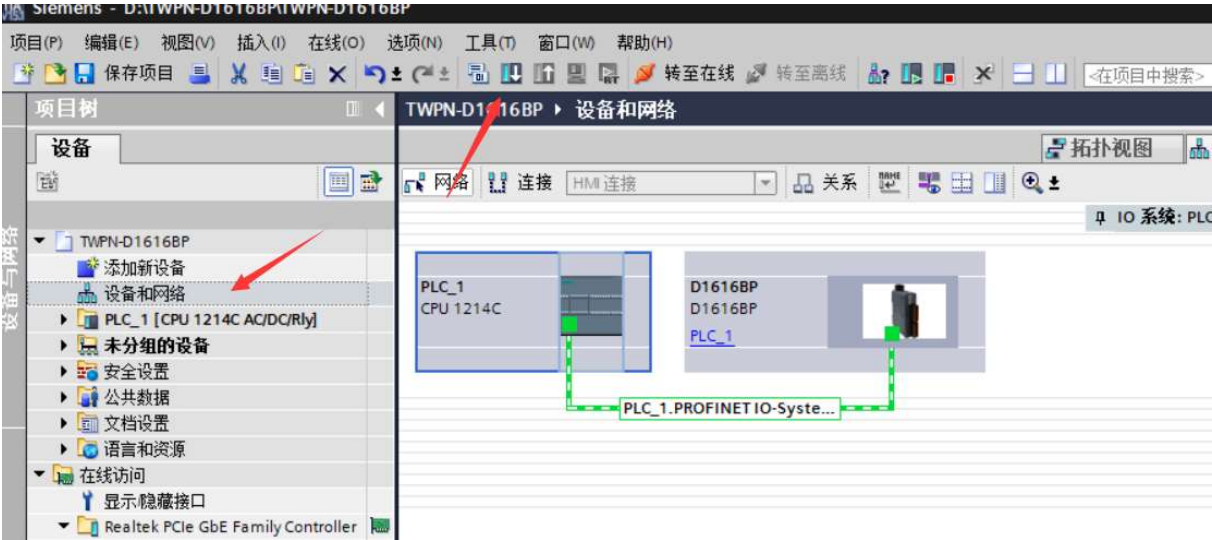 Siemens - D:\TWPN-D1616BP\TWPN-D1616BP
项目(P) 编辑(E) 视图(V) 插入(I) 在线(O) 选项(N) 工具(T) 窗口(W) 帮助(H)
保存项目 转至在线 转至离线 <在项目中搜索>
项目树
TWPN-D1616BP 设备和网络
设备
拓扑视图
网络 连接 HMI 连接 关系
IO 系统: PLC
设备与网络
TWPN-D1616BP
添加新设备
设备和网络
PLC_1 [CPU 1214C AC/DC/Rly]
未分组的设备
安全设置
公共数据
文档设置
语言和资源
在线访问
显示/隐藏接口
Realtek PCIe GbE Family Controller
PLC_1
CPU 1214C
D1616BP
D1616BP
PLC_1
PLC_1.PROFINET IO-Syste...